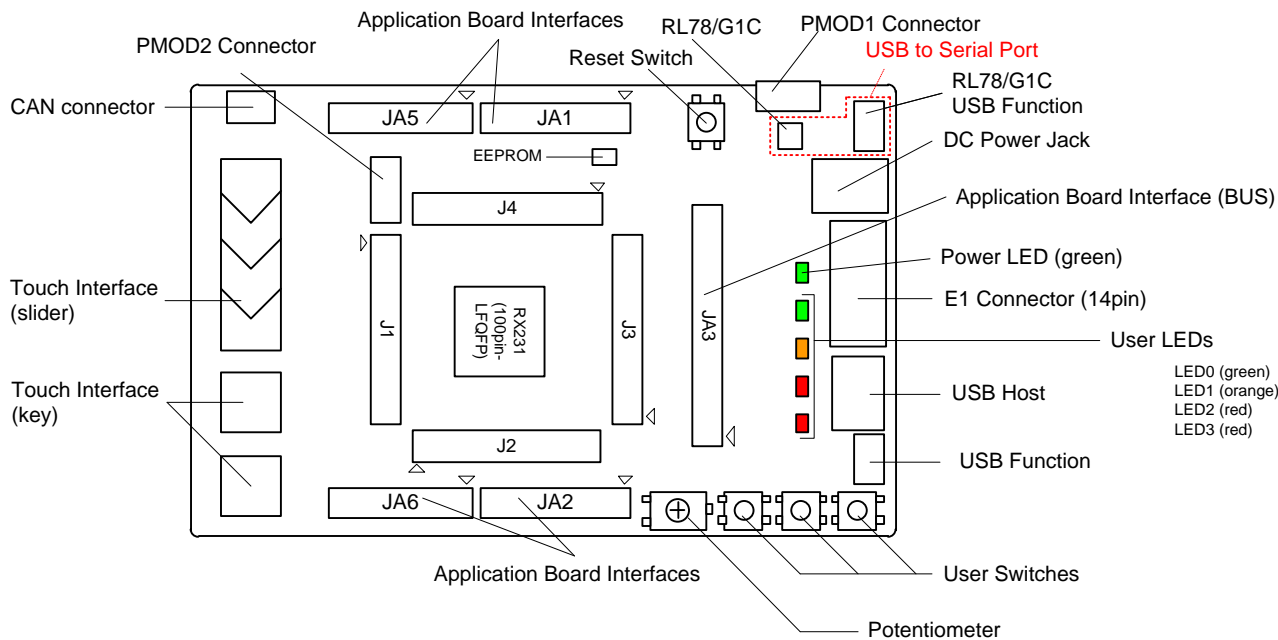 Application Board Interfaces
RL78/G1C
PMOD1 Connector
PMOD2 Connector
Reset Switch
USB to Serial Port
CAN connector
RL78/G1C
USB Function
JA5
JA1
EEPROM
DC Power Jack
J4
Application Board Interface (BUS)
Power LED (green)
Touch Interface
(slider)
J1
RX231
(100pin-
LFQFP)
J3
JA3
E1 Connector (14pin)
User LEDs
LED0 (green)
LED1 (orange)
LED2 (red)
LED3 (red)
Touch Interface
(key)
USB Host
J2
USB Function
JA6
JA2
Application Board Interfaces
User Switches
Potentiometer